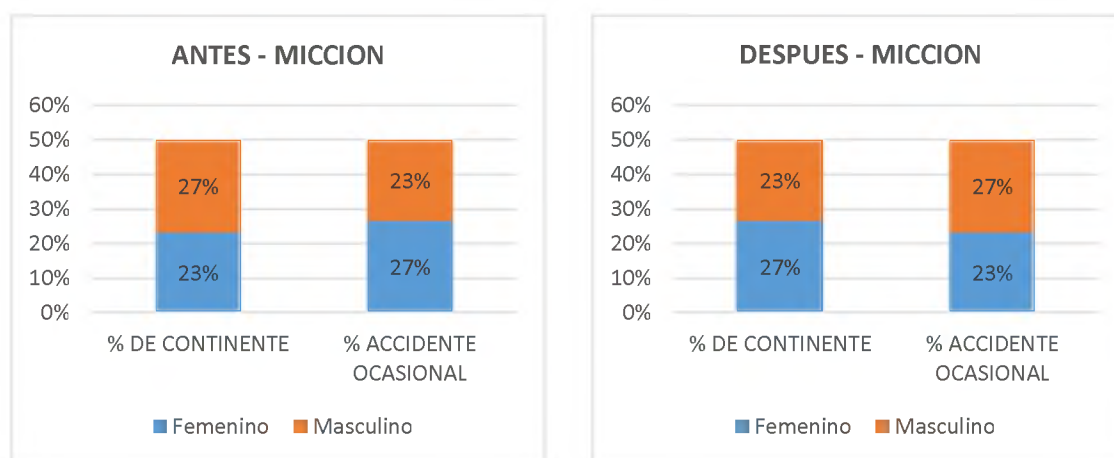 ANTES - MICCION
60%
50%
40%
30%
20%
10%
0%
27%
23%
23%
27%
% DE CONTINENTE
% ACCIDENTE
OCASIONAL
Femenino
Masculino
DESPUES - MICCION
60%
50%
40%
30%
20%
10%
0%
23%
27%
27%
23%
% DE CONTINENTE
% ACCIDENTE
OCASIONAL
Femenino
Masculino